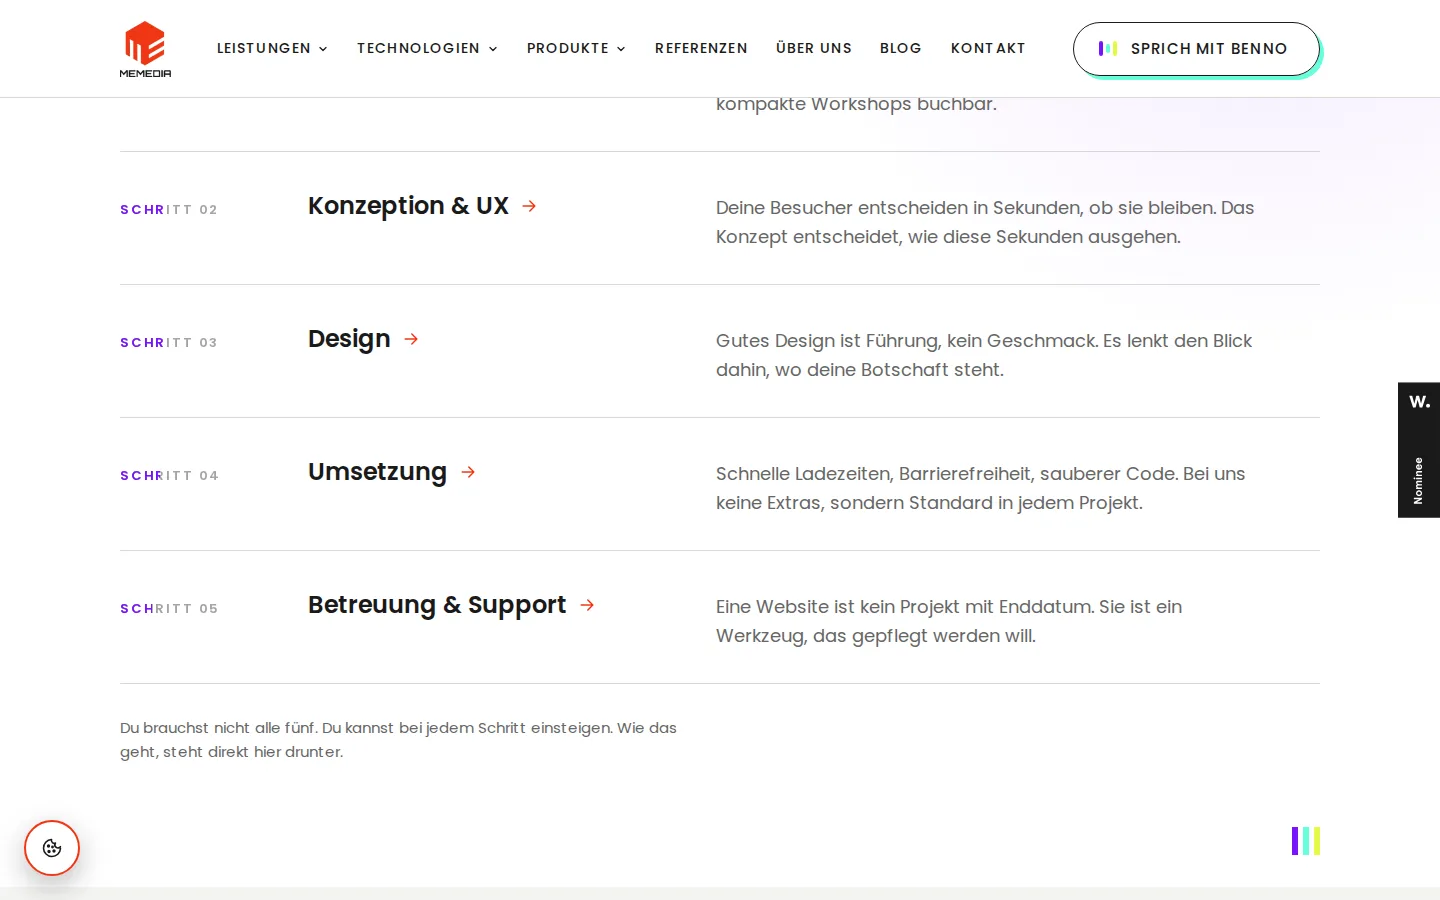 MEMEDIA
LEISTUNGEN
TECHNOLOGIEN
PRODUKTE
REFERENZEN
ÜBER UNS
BLOG
KONTAKT
SPRICH MIT BENNO
kompakte Workshops buchbar.
SCHRITT 02
Konzeption & UX →
Deine Besucher entscheiden in Sekunden, ob sie bleiben. Das
Konzept entscheidet, wie diese Sekunden ausgehen.
SCHRITT 03
Design →
Gutes Design ist Führung, kein Geschmack. Es lenkt den Blick
dahin, wo deine Botschaft steht.
SCHRITT 04
Umsetzung →
Schnelle Ladezeiten, Barrierefreiheit, sauberer Code. Bei uns
keine Extras, sondern Standard in jedem Projekt.
SCHRITT 05
Betreuung & Support →
Eine Website ist kein Projekt mit Enddatum. Sie ist ein
Werkzeug, das gepflegt werden will.
Du brauchst nicht alle fünf. Du kannst bei jedem Schritt einsteigen. Wie das
geht, steht direkt hier drunter.
W.
Nominee